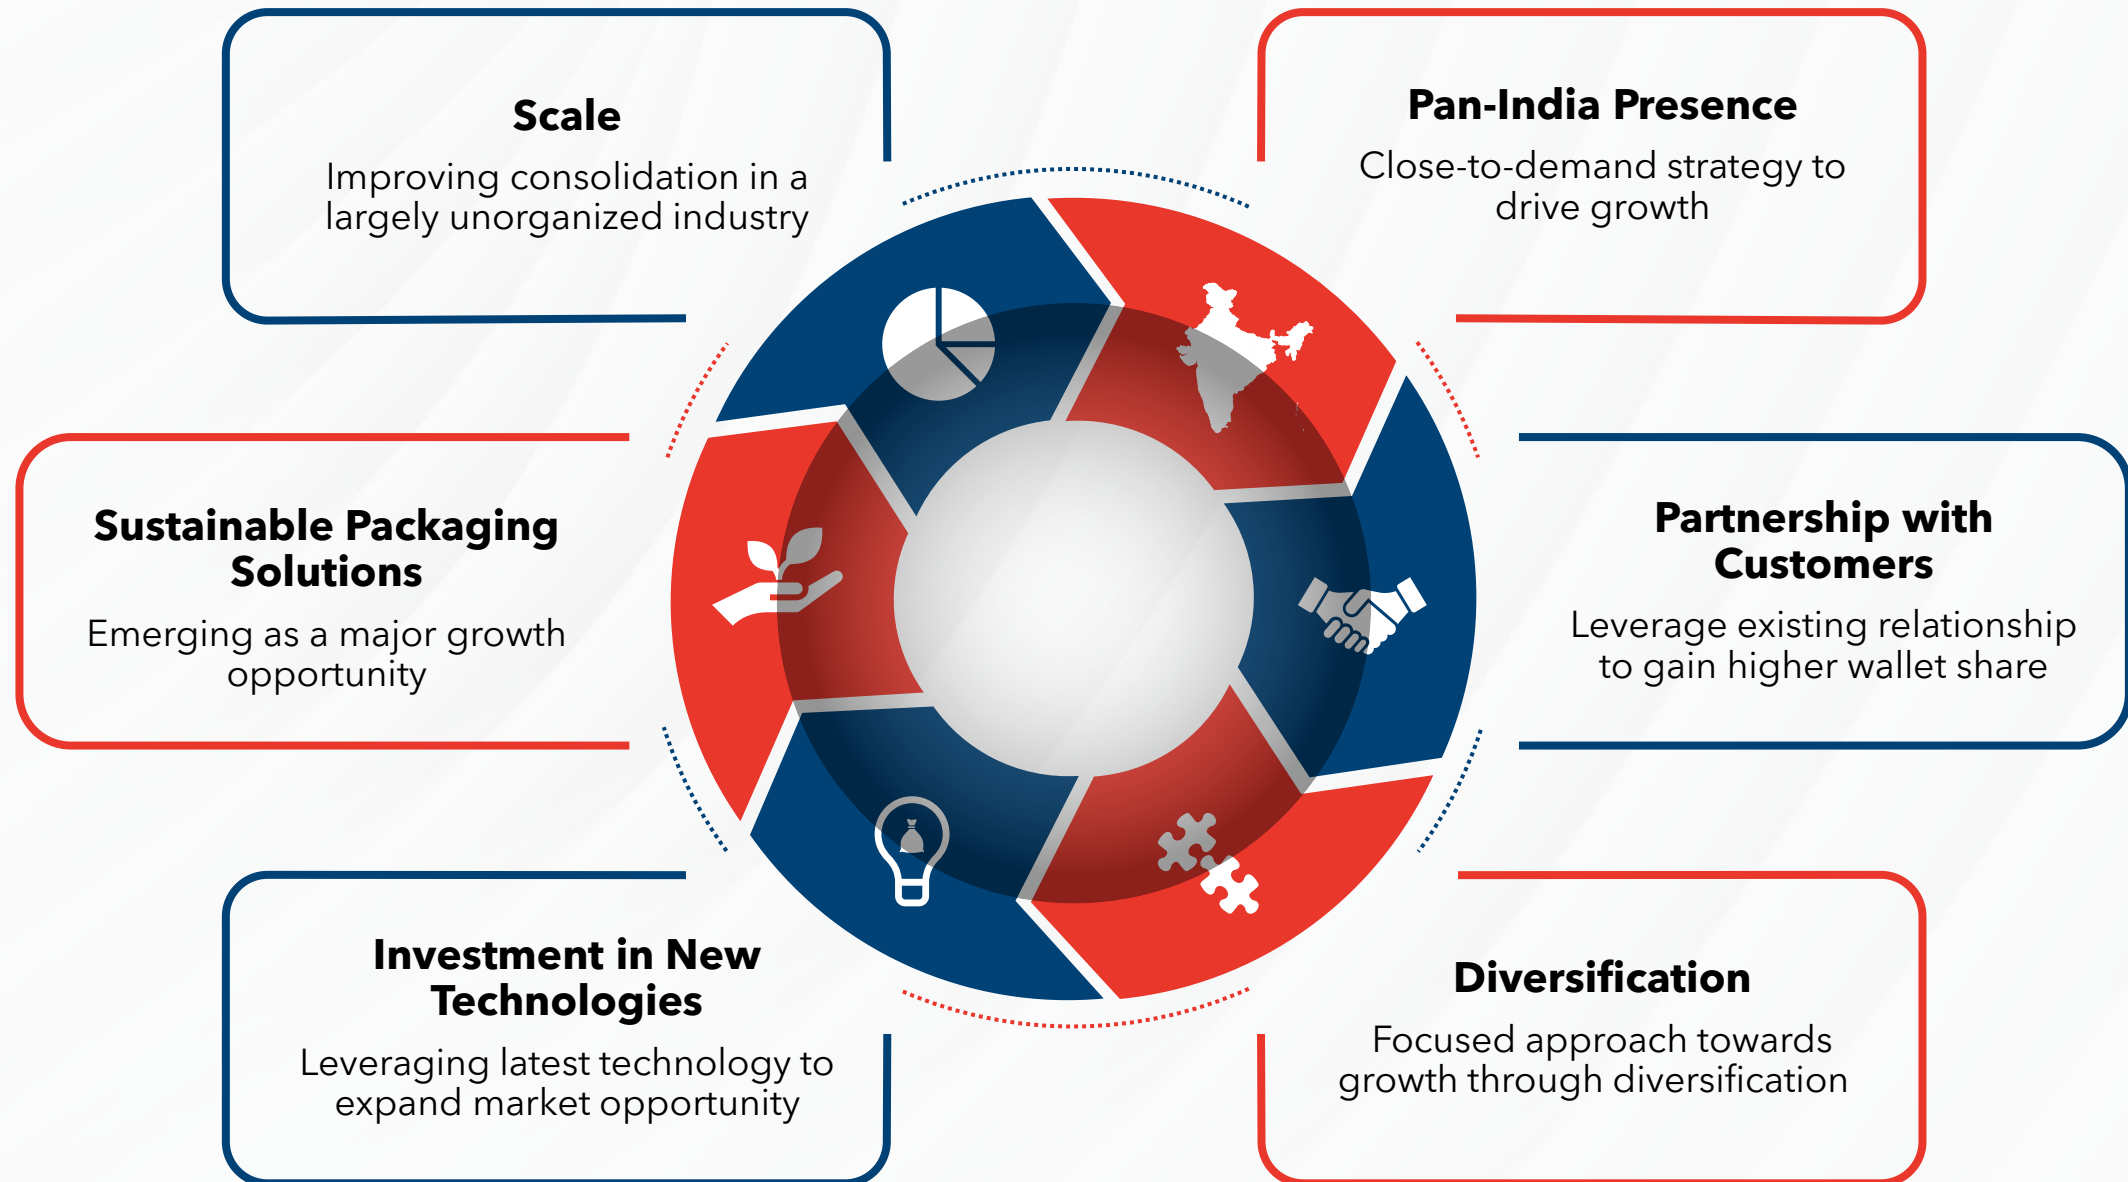 Scale
Improving consolidation in a
largely unorganized industry
Pan-India Presence
Close-to-demand strategy to
drive growth
Sustainable Packaging
Solutions
Emerging as a major growth
opportunity
Partnership with
Customers
Leverage existing relationship
to gain higher wallet share
Investment in New
Technologies
Leveraging latest technology to
expand market opportunity
Diversification
Focused approach towards
growth through diversification